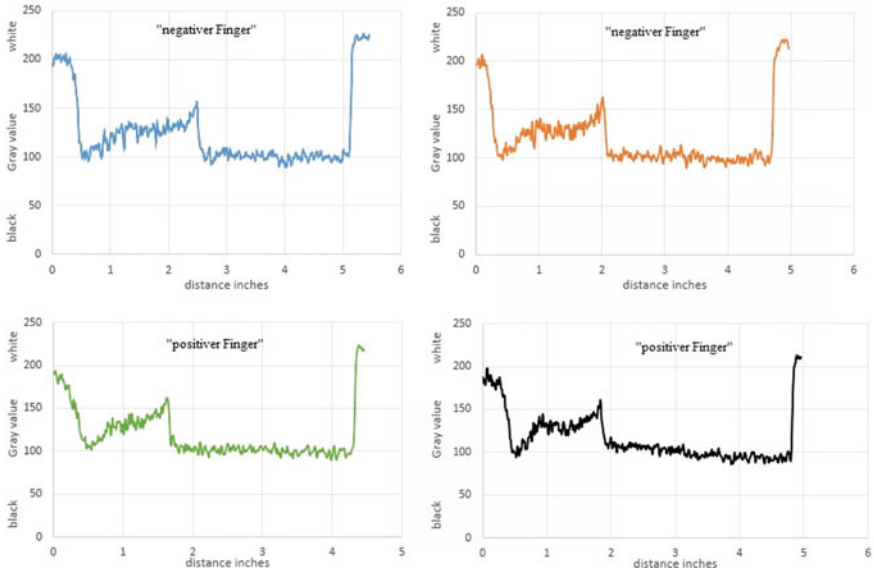 "negativer Finger"
250
200
150
100
50
0
white
Gray value
black
0 1 2 3 4 5 6
distance inches
"negativer Finger"
250
200
150
100
50
0
white
Gray value
black
0 1 2 3 4 5 6
distance inches
"positiver Finger"
250
200
150
100
50
0
white
Gray value
black
0 1 2 3 4 5
distance inches
"positiver Finger"
250
200
150
100
50
0
white
Gray value
black
0 1 2 3 4 5 6
distance inches